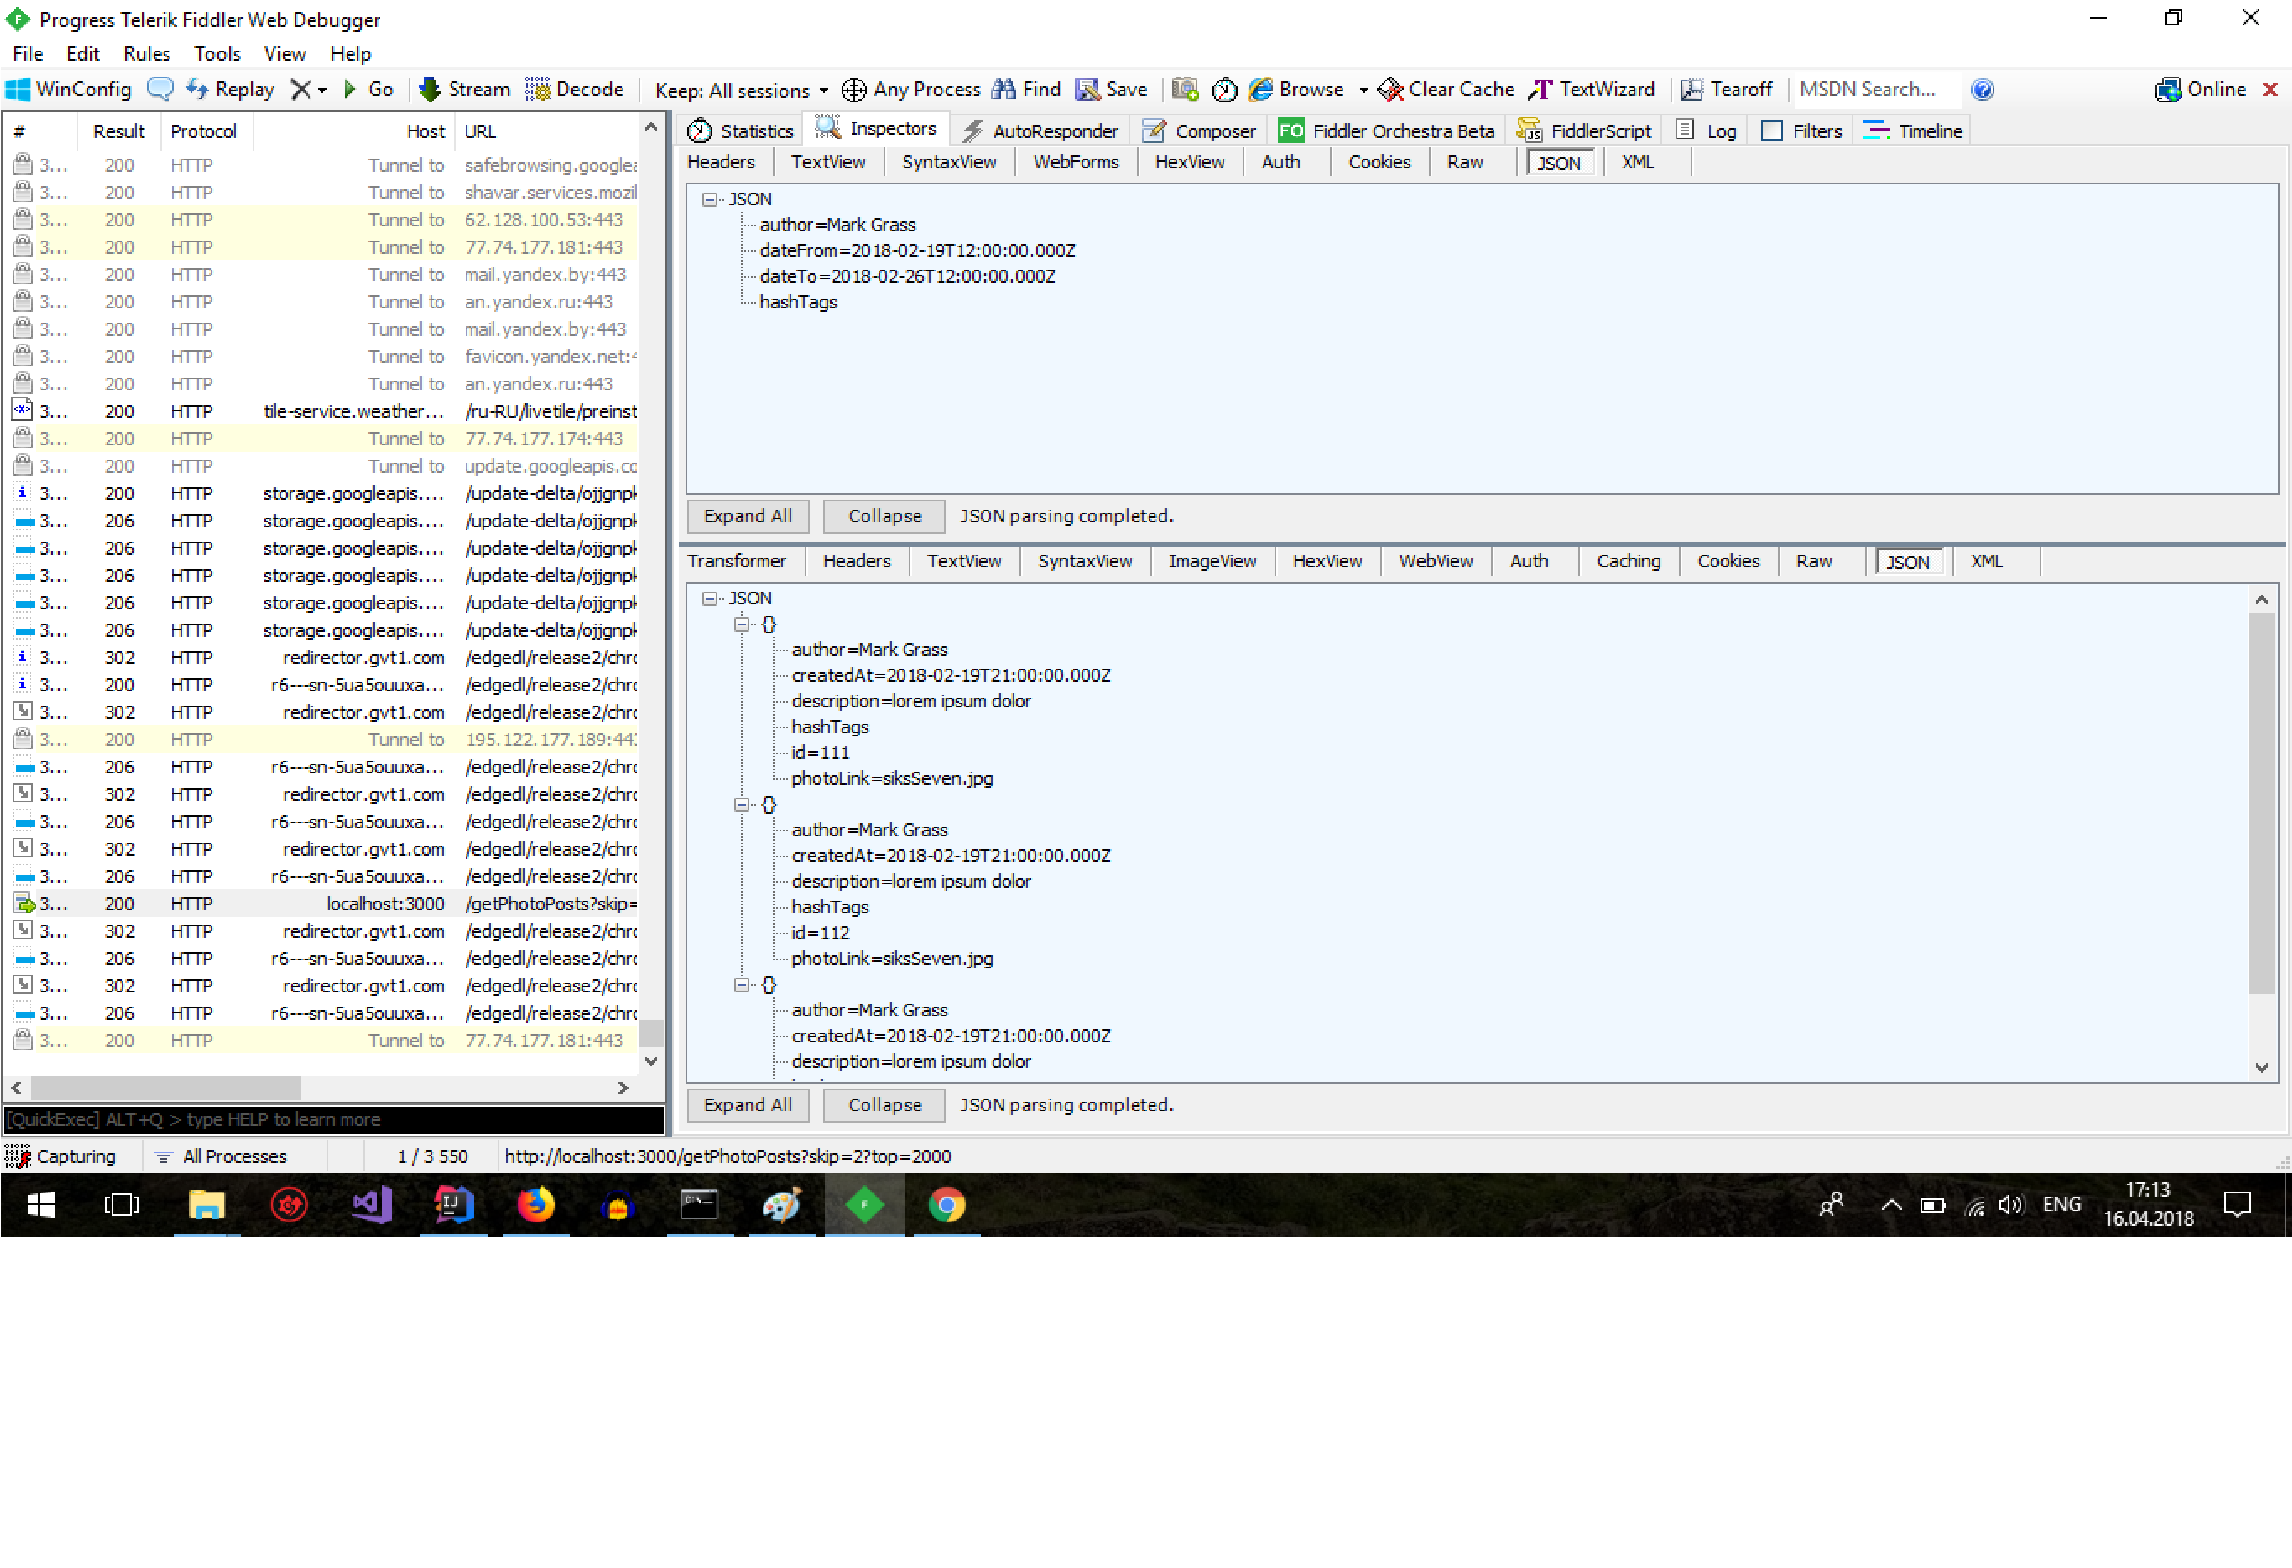 Progress Telerik Fiddler Web Debugger
File Edit Rules Tools View Help
WinConfig Replay Go Stream Decode Keep: All sessions Any Process Find Save Browse Clear Cache TextWizard Tearoff MSDN Search... Online
# Result Protocol Host URL
3... 200 HTTP Tunnel to safebrowsing.googlea
3... 200 HTTP Tunnel to shavar.services.mozil
3... 200 HTTP Tunnel to 62.128.100.53:443
3... 200 HTTP Tunnel to 77.74.177.181:443
3... 200 HTTP Tunnel to mail.yandex.by:443
3... 200 HTTP Tunnel to an.yandex.ru:443
3... 200 HTTP Tunnel to mail.yandex.by:443
3... 200 HTTP Tunnel to favicon.yandex.net:4
3... 200 HTTP Tunnel to an.yandex.ru:443
3... 200 HTTP tile-service.weather... /ru-RU/livetile/preinst
3... 200 HTTP Tunnel to 77.74.177.174:443
3... 200 HTTP Tunnel to update.googleapis.co
3... 200 HTTP storage.googleapis.... /update-delta/ojjgnpk
3... 206 HTTP storage.googleapis.... /update-delta/ojjgnpk
3... 206 HTTP storage.googleapis.... /update-delta/ojjgnpk
3... 206 HTTP storage.googleapis.... /update-delta/ojjgnpk
3... 206 HTTP storage.googleapis.... /update-delta/ojjgnpk
3... 206 HTTP storage.googleapis.... /update-delta/ojjgnpk
3... 302 HTTP redirector.gvt1.com /edgedl/release2/chro
3... 200 HTTP r6---sn-5ua5ouuxa... /edgedl/release2/chro
3... 302 HTTP redirector.gvt1.com /edgedl/release2/chro
3... 200 HTTP Tunnel to 195.122.177.189:443
3... 206 HTTP r6---sn-5ua5ouuxa... /edgedl/release2/chro
3... 302 HTTP redirector.gvt1.com /edgedl/release2/chro
3... 206 HTTP r6---sn-5ua5ouuxa... /edgedl/release2/chro
3... 302 HTTP redirector.gvt1.com /edgedl/release2/chro
3... 206 HTTP r6---sn-5ua5ouuxa... /edgedl/release2/chro
3... 200 HTTP localhost:3000 /getPhotoPosts?skip=
3... 302 HTTP redirector.gvt1.com /edgedl/release2/chro
3... 206 HTTP r6---sn-5ua5ouuxa... /edgedl/release2/chro
3... 302 HTTP redirector.gvt1.com /edgedl/release2/chro
3... 206 HTTP r6---sn-5ua5ouuxa... /edgedl/release2/chro
3... 200 HTTP Tunnel to 77.74.177.181:443
[QuickExec] ALT+Q > type HELP to learn more
Statistics Inspectors AutoResponder Composer FO Fiddler Orchestra Beta FiddlerScript Log Filters Timeline
Headers TextView SyntaxView WebForms HexView Auth Cookies Raw JSON XML
JSON
author=Mark Grass
dateFrom=2018-02-19T12:00:00.000Z
dateTo=2018-02-26T12:00:00.000Z
hashTags
Expand All Collapse JSON parsing completed.
Transformer Headers TextView SyntaxView ImageView HexView WebView Auth Caching Cookies Raw JSON XML
JSON
{}
author=Mark Grass
createdAt=2018-02-19T21:00:00.000Z
description=lorem ipsum dolor
hashTags
id=111
photoLink=siksSeven.jpg
{}
author=Mark Grass
createdAt=2018-02-19T21:00:00.000Z
description=lorem ipsum dolor
hashTags
id=112
photoLink=siksSeven.jpg
{}
author=Mark Grass
createdAt=2018-02-19T21:00:00.000Z
description=lorem ipsum dolor
Expand All Collapse JSON parsing completed.
Capturing All Processes 1 / 3 550 http://localhost:3000/getPhotoPosts?skip=2?top=2000
ENG 17:13
16.04.2018